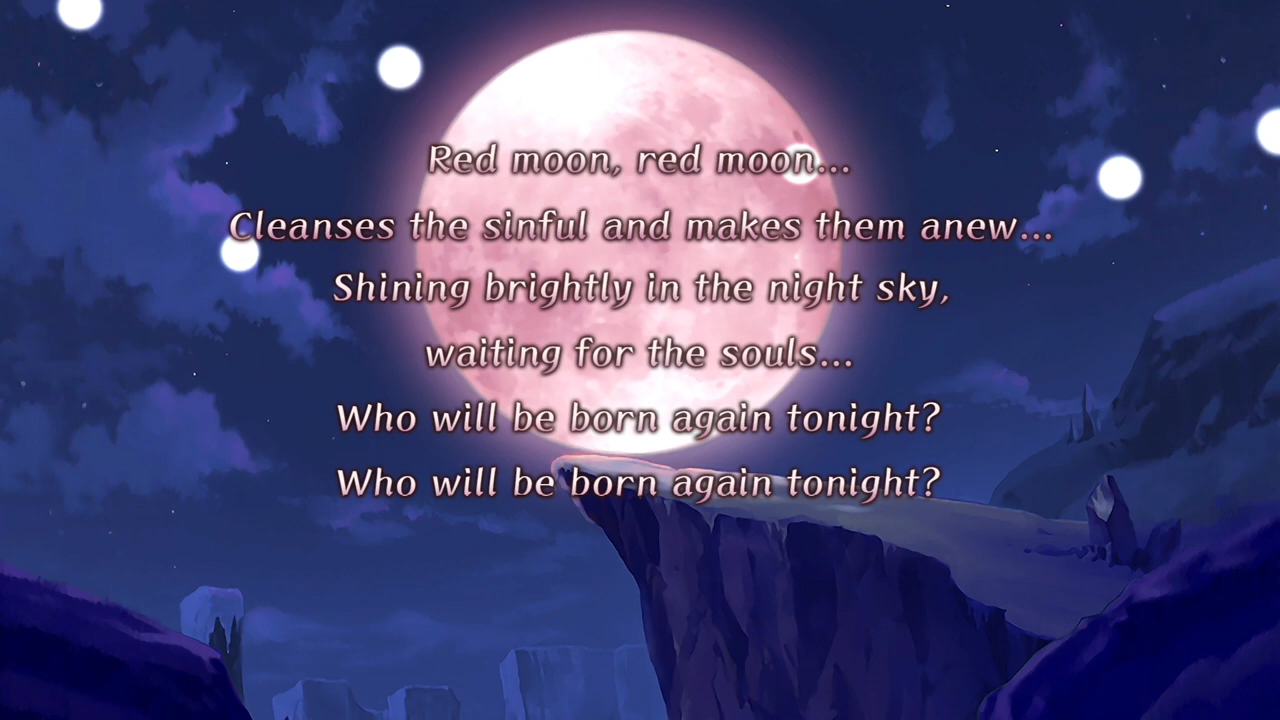 Red moon, red moon...
Cleanses the sinful and makes them anew...
Shining brightly in the night sky,
waiting for the souls...
Who will be born again tonight?
Who will be born again tonight?